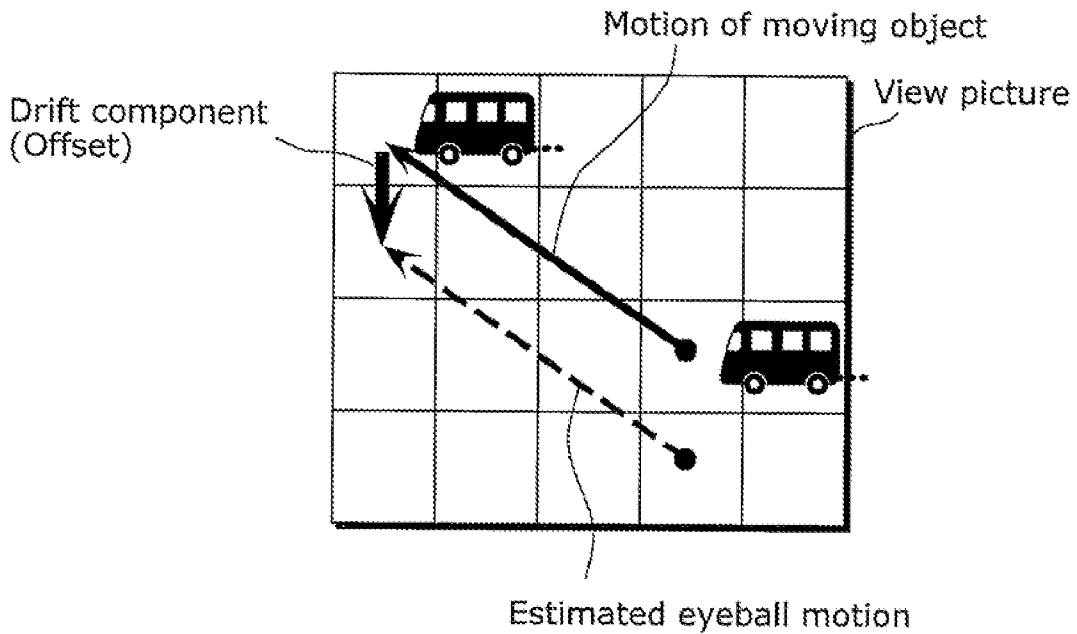 Motion of moving object
View picture
Drift component
(Offset)
Estimated eyeball motion